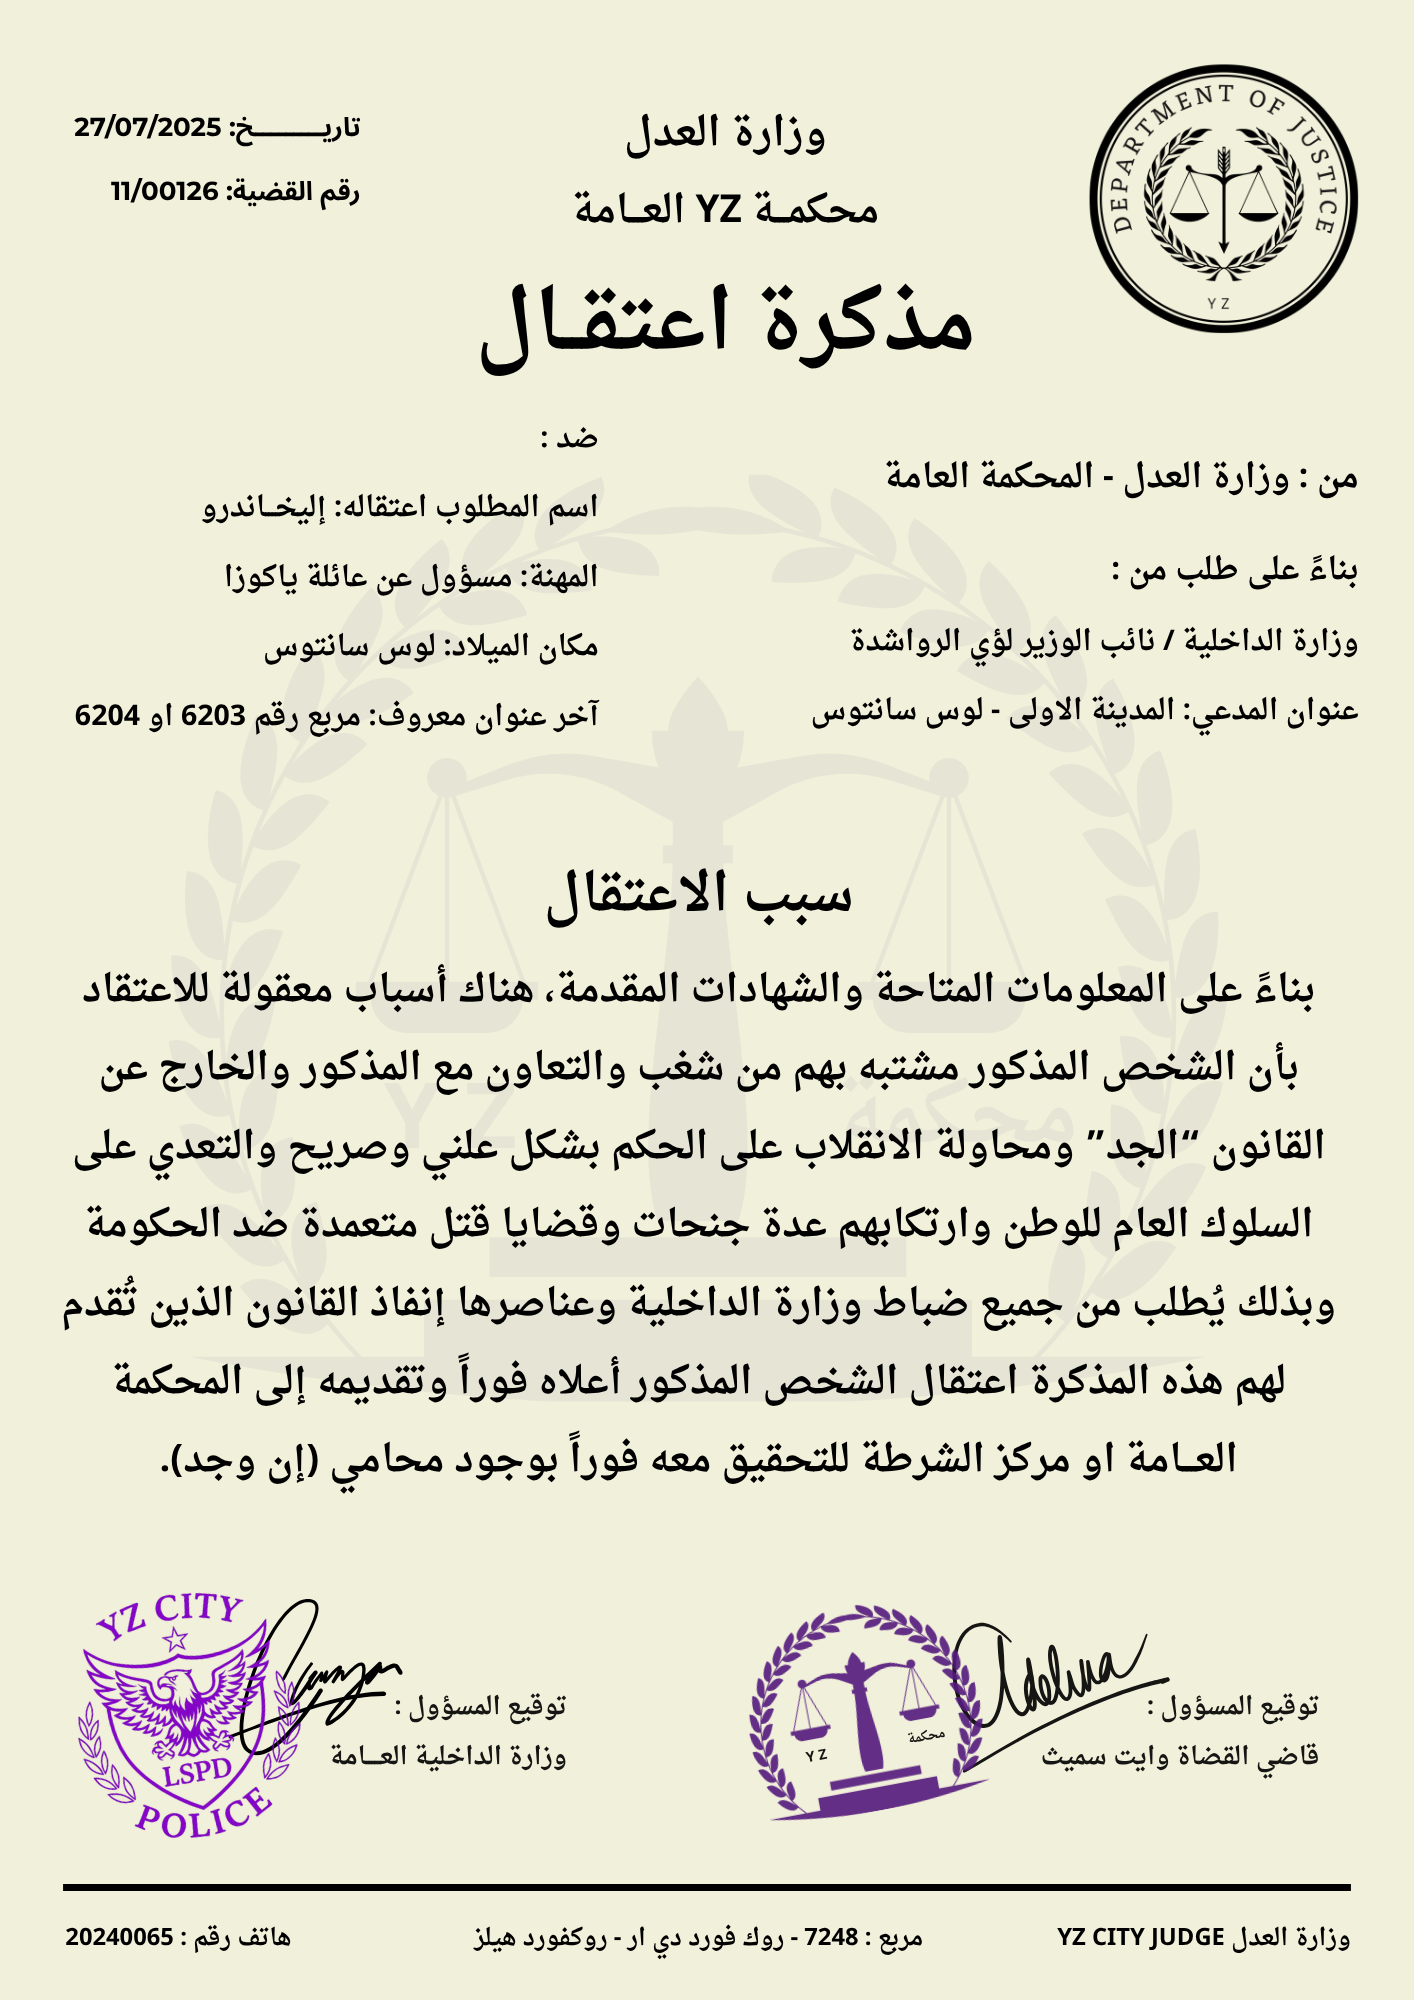 DEPARTMENT OF JUSTICE
YZ
وزارة العدل
محكمـة YZ العـامة
تاريـــــــــخ: 27/07/2025
رقم القضية: 11/00126
مذكرة اعتقـال
من : وزارة العدل - المحكمة العامة
بناءً على طلب من :
وزارة الداخلية / نائب الوزير لؤي الرواشدة
عنوان المدعي: المدينة الاولى - لوس سانتوس
ضد :
اسم المطلوب اعتقاله: إليخـاندرو
المهنة: مسؤول عن عائلة ياكوزا
مكان الميلاد: لوس سانتوس
آخر عنوان معروف: مربع رقم 6203 او 6204
سبب الاعتقال
بناءً على المعلومات المتاحة والشهادات المقدمة، هناك أسباب معقولة للاعتقاد
بأن الشخص المذكور مشتبه بهم من شغب والتعاون مع المذكور والخارج عن
القانون “الجد” ومحاولة الانقلاب على الحكم بشكل علني وصريح والتعدي على
السلوك العام للوطن وارتكابهم عدة جنحات وقضايا قتل متعمدة ضد الحكومة
وبذلك يُطلب من جميع ضباط وزارة الداخلية وعناصرها إنفاذ القانون الذين تُقدم
لهم هذه المذكرة اعتقال الشخص المذكور أعلاه فوراً وتقديمه إلى المحكمة
العـامة او مركز الشرطة للتحقيق معه فوراً بوجود محامي (إن وجد).
محكمة YZ
توقيع المسؤول :
قاضي القضاة وايت سميث
Adelina
محكمة YZ
توقيع المسؤول :
وزارة الداخلية العــامة
YZ CITY
LSPD
POLICE
وزارة العدل YZ CITY JUDGE
مربع : 7248 - روك فورد دي ار - روكفورد هيلز
هاتف رقم : 20240065